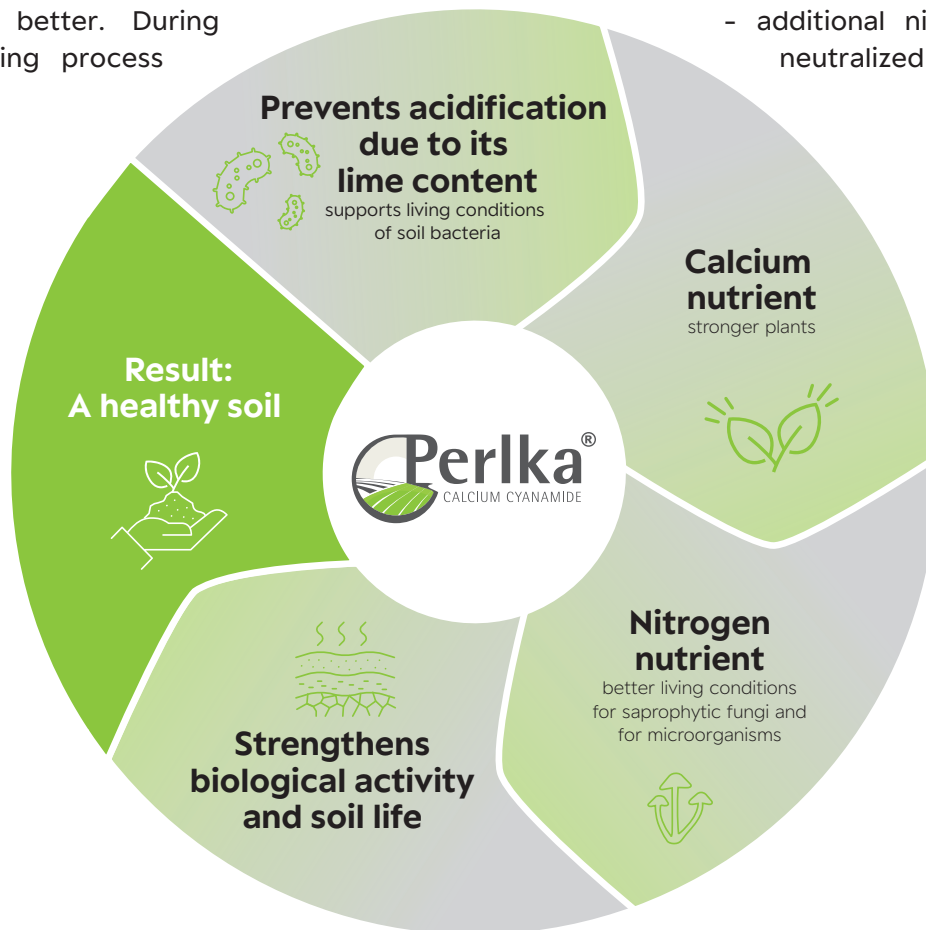 better. During
ing process
- additional ni
neutralized
Prevents acidification
due to its
lime content
supports living conditions
of soil bacteria
Calcium
nutrient
stronger plants
Nitrogen
nutrient
better living conditions
for saprophytic fungi and
for microorganisms
Strengthens
biological activity
and soil life
Result:
A healthy soil
Perlka®
CALCIUM CYANAMIDE